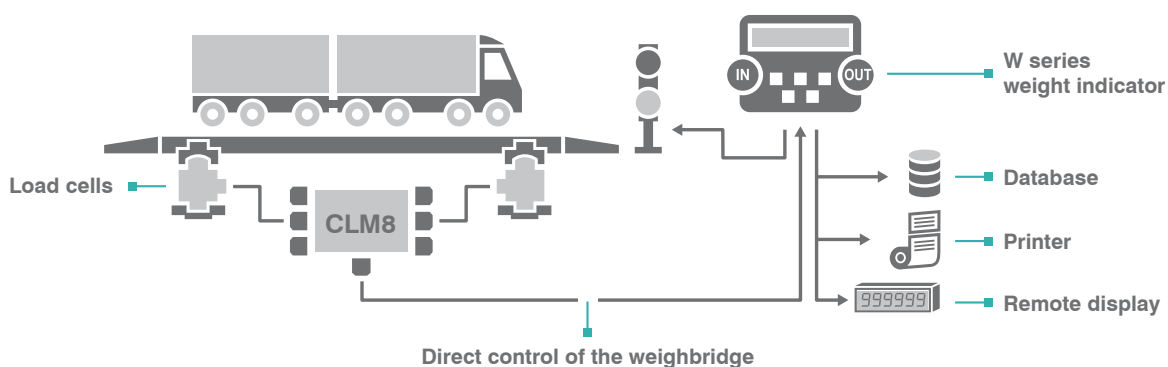 IN
OUT
W series
weight indicator
Load cells
CLM8
Database
Printer
999999
Remote display
Direct control of the weighbridge